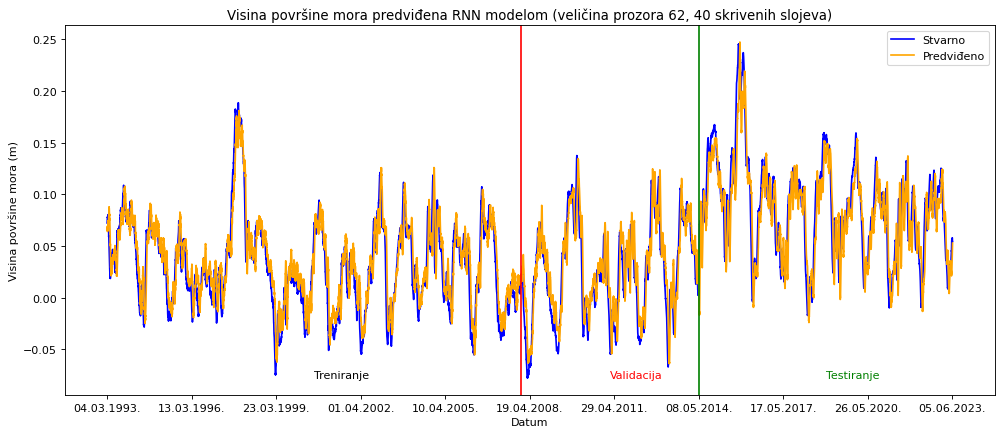 Visina površine mora predviđena RNN modelom (veličina prozora 62, 40 skrivenih slojeva)
Stvarno
Predviđeno
Visina površine mora (m)
0.25
0.20
0.15
0.10
0.05
0.00
−0.05
Treniranje
Validacija
Testiranje
04.03.1993.
13.03.1996.
23.03.1999.
01.04.2002.
10.04.2005.
19.04.2008.
29.04.2011.
08.05.2014.
17.05.2017.
26.05.2020.
05.06.2023.
Datum